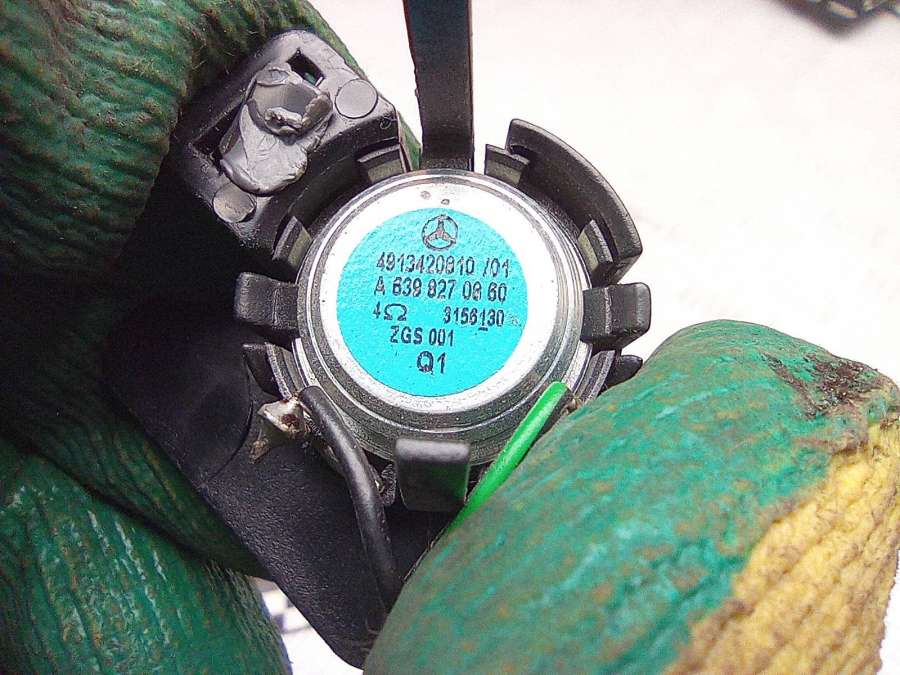 4913420810 /01
A 639 827 08 60
4Ω 3156130
ZGS 001
Q1